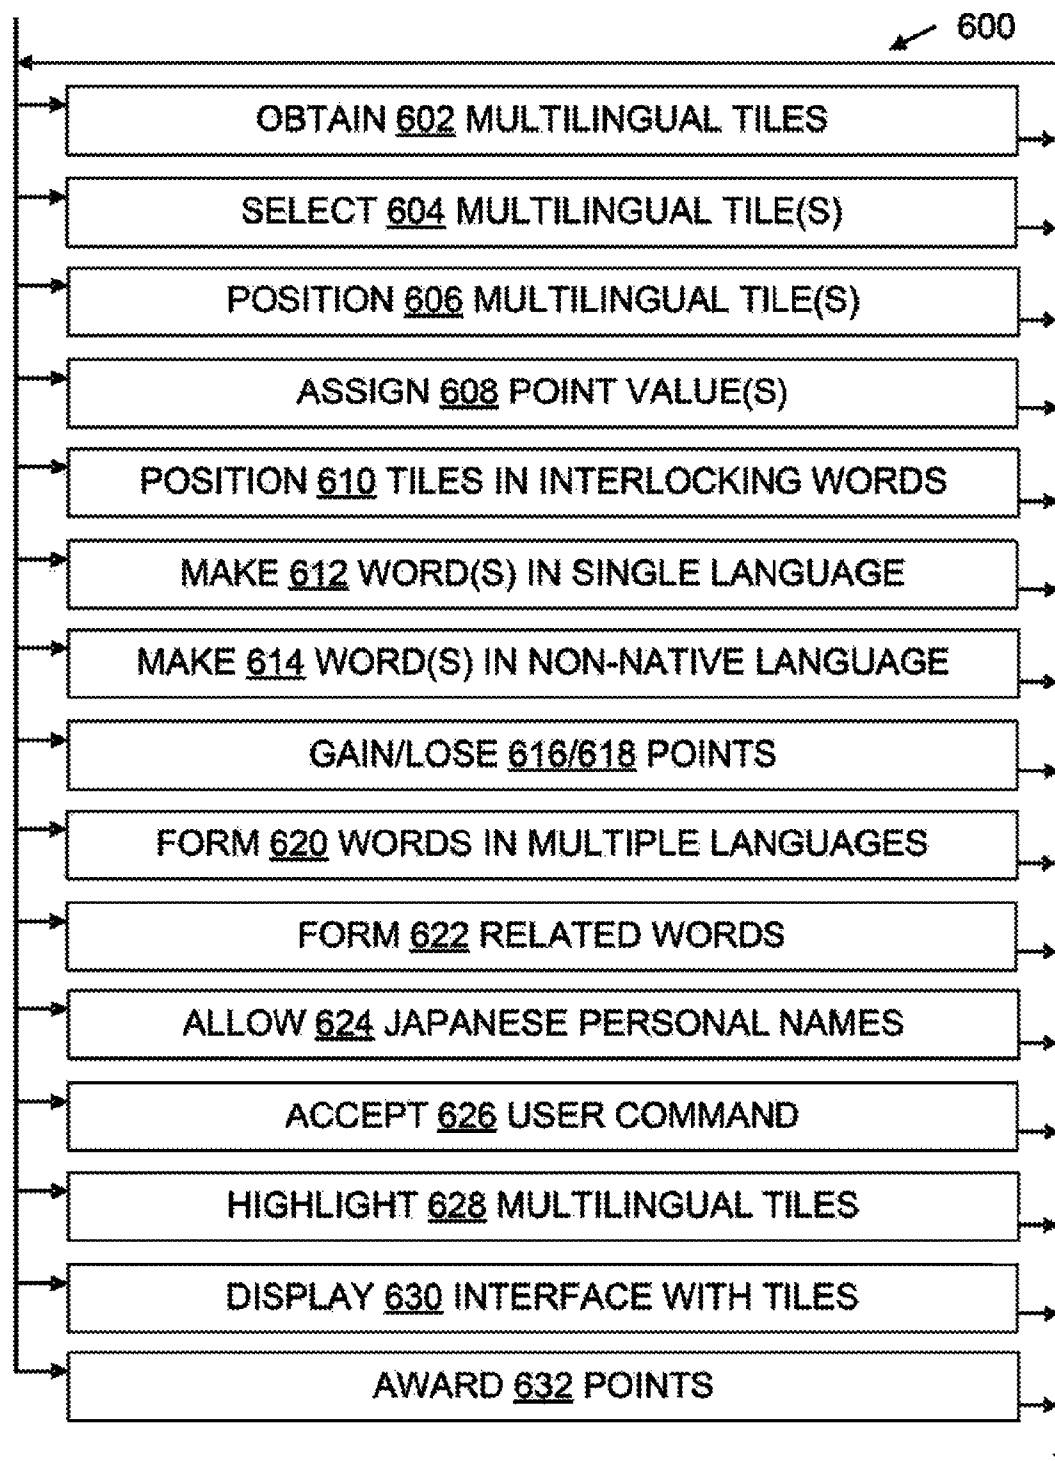 600
OBTAIN 602 MULTILINGUAL TILES
SELECT 604 MULTILINGUAL TILE(S)
POSITION 606 MULTILINGUAL TILE(S)
ASSIGN 608 POINT VALUE(S)
POSITION 610 TILES IN INTERLOCKING WORDS
MAKE 612 WORD(S) IN SINGLE LANGUAGE
MAKE 614 WORD(S) IN NON-NATIVE LANGUAGE
GAIN/LOSE 616/618 POINTS
FORM 620 WORDS IN MULTIPLE LANGUAGES
FORM 622 RELATED WORDS
ALLOW 624 JAPANESE PERSONAL NAMES
ACCEPT 626 USER COMMAND
HIGHLIGHT 628 MULTILINGUAL TILES
DISPLAY 630 INTERFACE WITH TILES
AWARD 632 POINTS